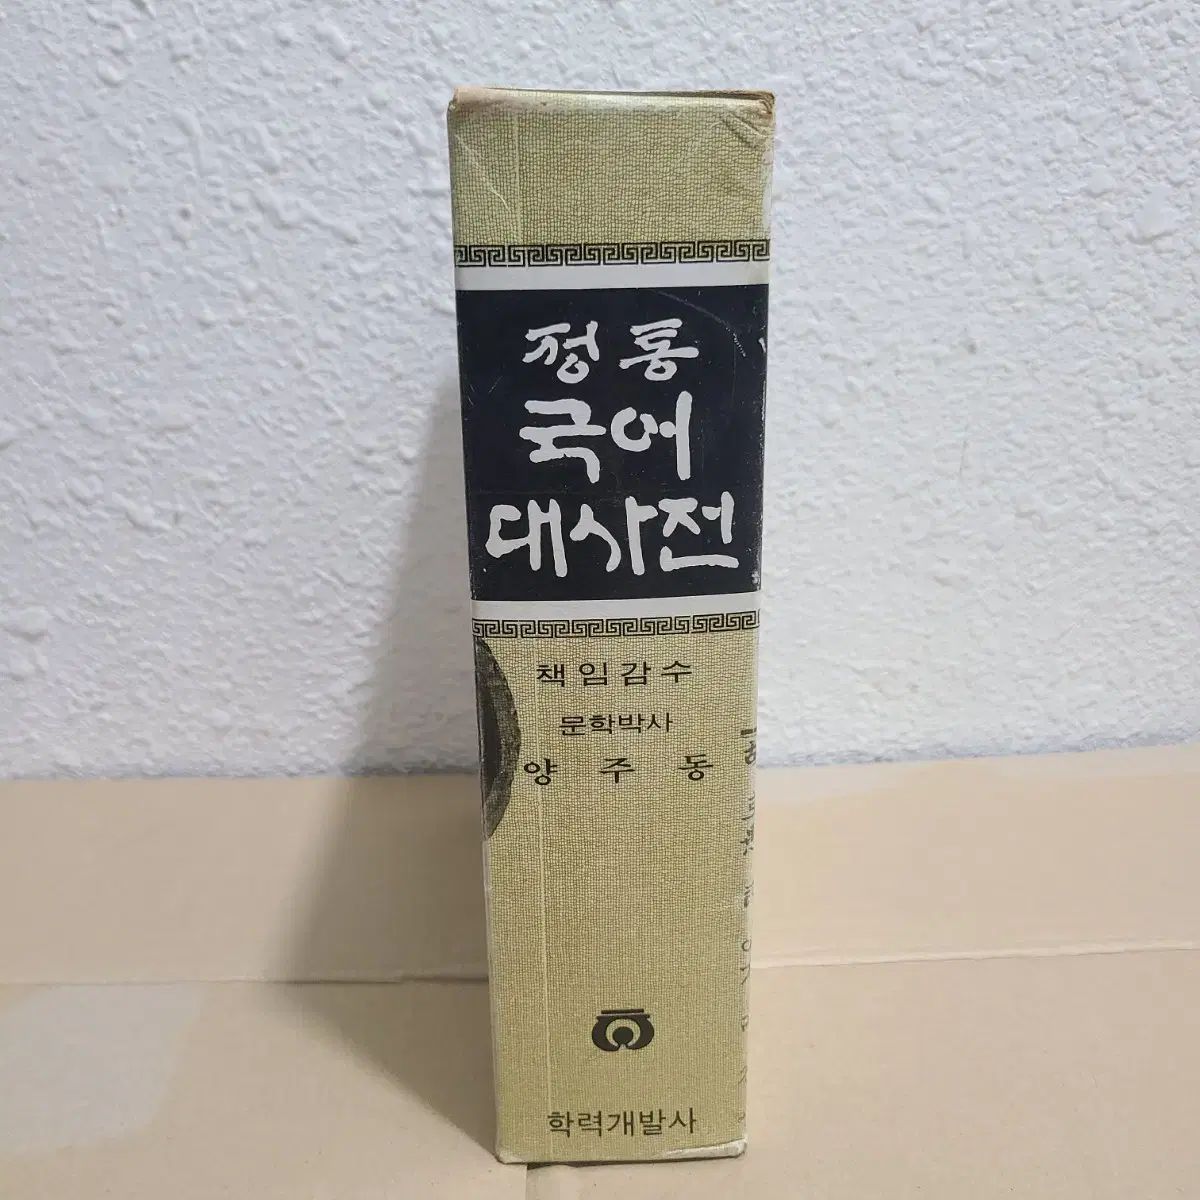 정통
국어
대사전
책임감수
문학박사
양주동
학력개발사